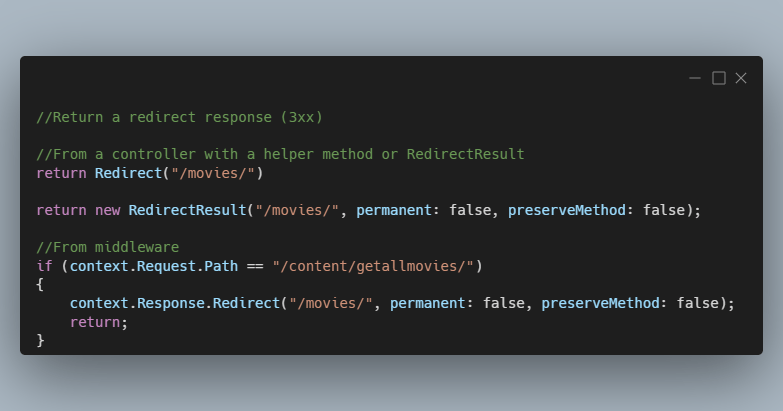 //Return a redirect response (3xx)
//From a controller with a helper method or RedirectResult
return Redirect("/movies/")
return new RedirectResult("/movies/", permanent: false, preserveMethod: false);
//From middleware
if (context.Request.Path == "/content/getallmovies/")
{
    context.Response.Redirect("/movies/", permanent: false, preserveMethod: false);
    return;
}